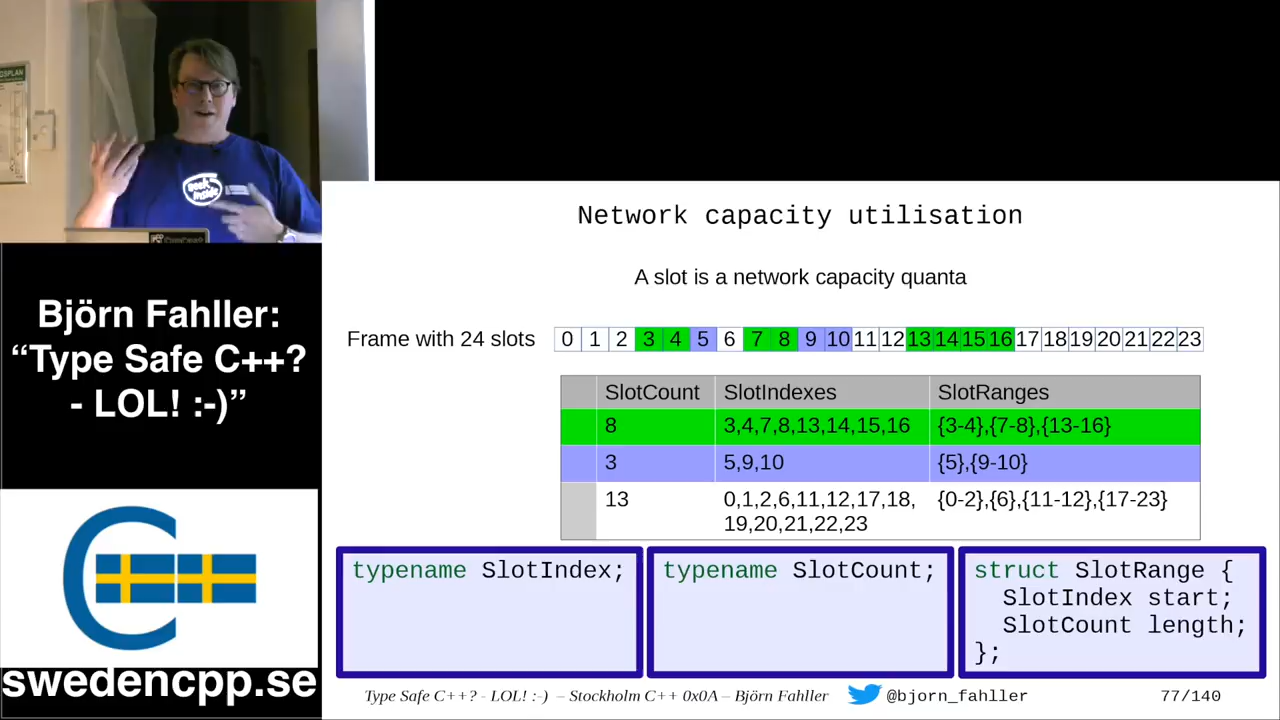 GSPLAN
Geek
inside
Björn Fahller:
“Type Safe C++?
- LOL! :-)”
C
swedencpp.se
Network capacity utilisation
A slot is a network capacity quanta
Frame with 24 slots 0 1 2 3 4 5 6 7 8 9 10 11 12 13 14 15 16 17 18 19 20 21 22 23
SlotCount SlotIndexes SlotRanges
8 3,4,7,8,13,14,15,16 {3-4},{7-8},{13-16}
3 5,9,10 {5},{9-10}
13 0,1,2,6,11,12,17,18, {0-2},{6},{11-12},{17-23}
19,20,21,22,23
typename SlotIndex;
typename SlotCount;
struct SlotRange {
SlotIndex start;
SlotCount length;
};
Type Safe C++? - LOL! :-) – Stockholm C++ 0x0A – Björn Fahller @bjorn_fahller 77/140